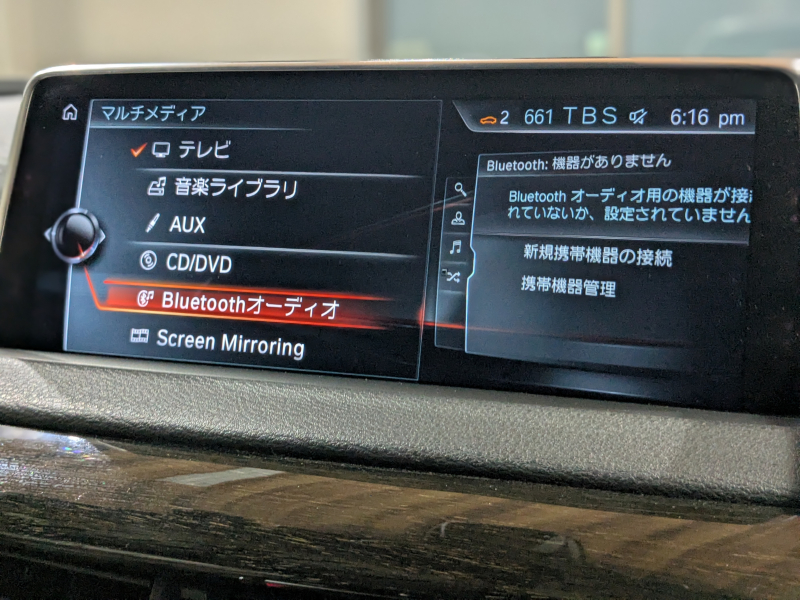 マルチメディア
2 661 TBS 6:16 pm
テレビ
音楽ライブラリ
AUX
CD/DVD
Bluetoothオーディオ
Screen Mirroring
Bluetooth: 機器がありません
Bluetooth オーディオ用の機器が接
れていないか、設定されていません
新規携帯機器の接続
携帯機器管理